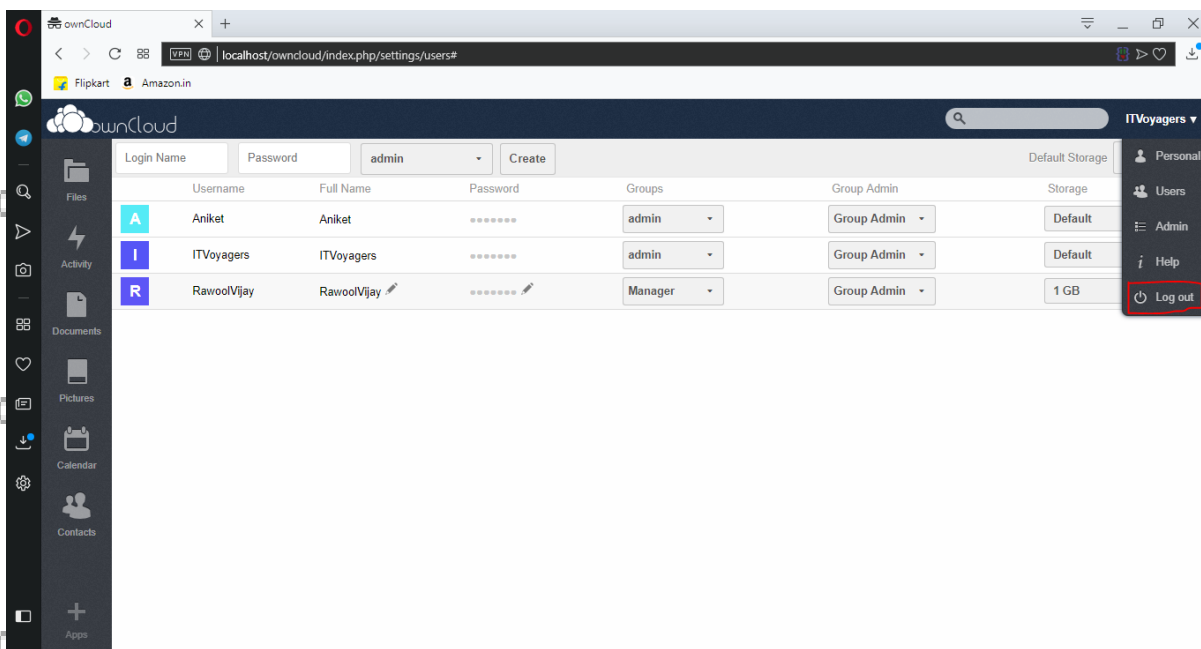 ownCloud
VPN localhost/owncloud/index.php/settings/users#
Flipkart a Amazon.in
ownCloud ITVoyagers
Login Name Password admin Create Default Storage Personal
Files Username Full Name Password Groups Group Admin Storage Users
A Aniket Aniket admin Group Admin Default Admin
Activity I ITVoyagers ITVoyagers admin Group Admin Default i Help
R RawoolVijay RawoolVijay Manager Group Admin 1 GB Log out
Documents
Pictures
Calendar
Contacts
Apps